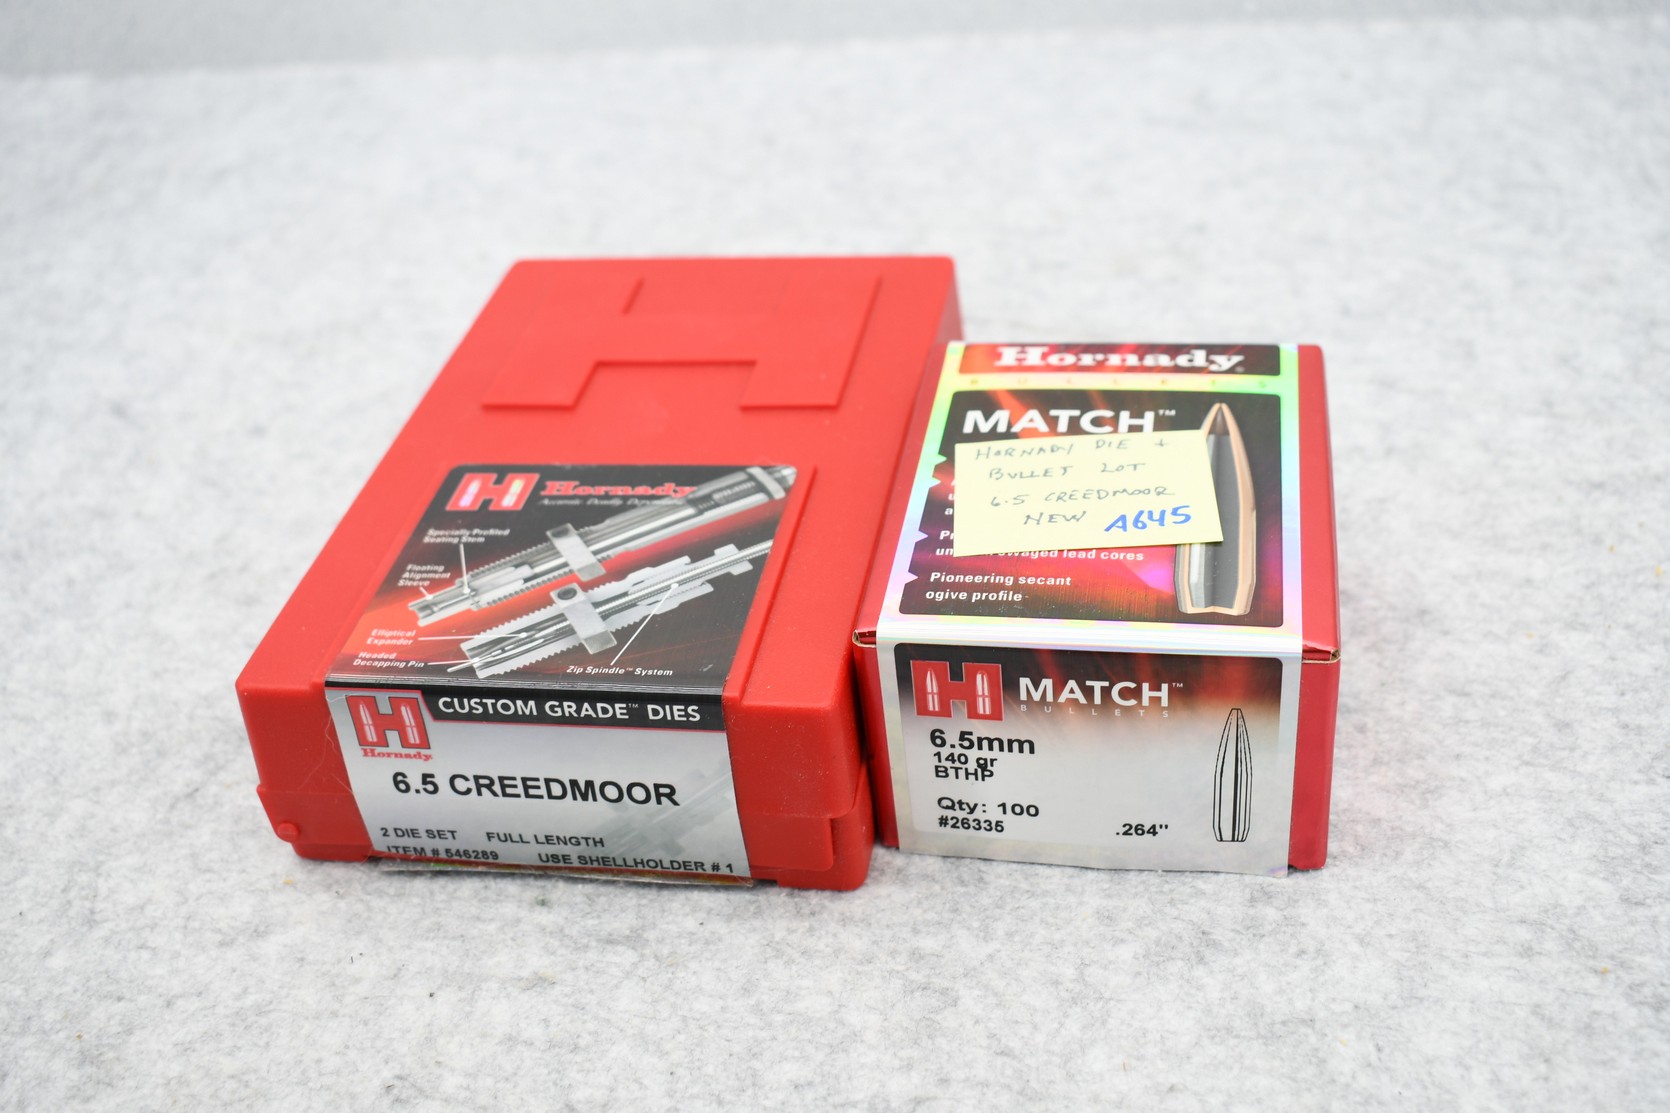 Hornady
Accurate. Deadly. Dependable.
Specially Profiled
Seating Stem
Floating
Alignment
Sleeve
Elliptical
Expander
Headed
Decapping Pin
Zip Spindle™ System
CUSTOM GRADE™ DIES
Hornady
6.5 CREEDMOOR
2 DIE SET FULL LENGTH
ITEM # 546289 USE SHELLHOLDER # 1
Hornady®
BULLETS
MATCH™
HORNADY DIE +
BULLET LOT
6.5 CREEDMOOR
NEW A645
swaged lead cores
Pioneering secant
ogive profile
MATCH™
BULLETS
6.5mm
140 gr
BTHP
Qty: 100
#26335
.264"